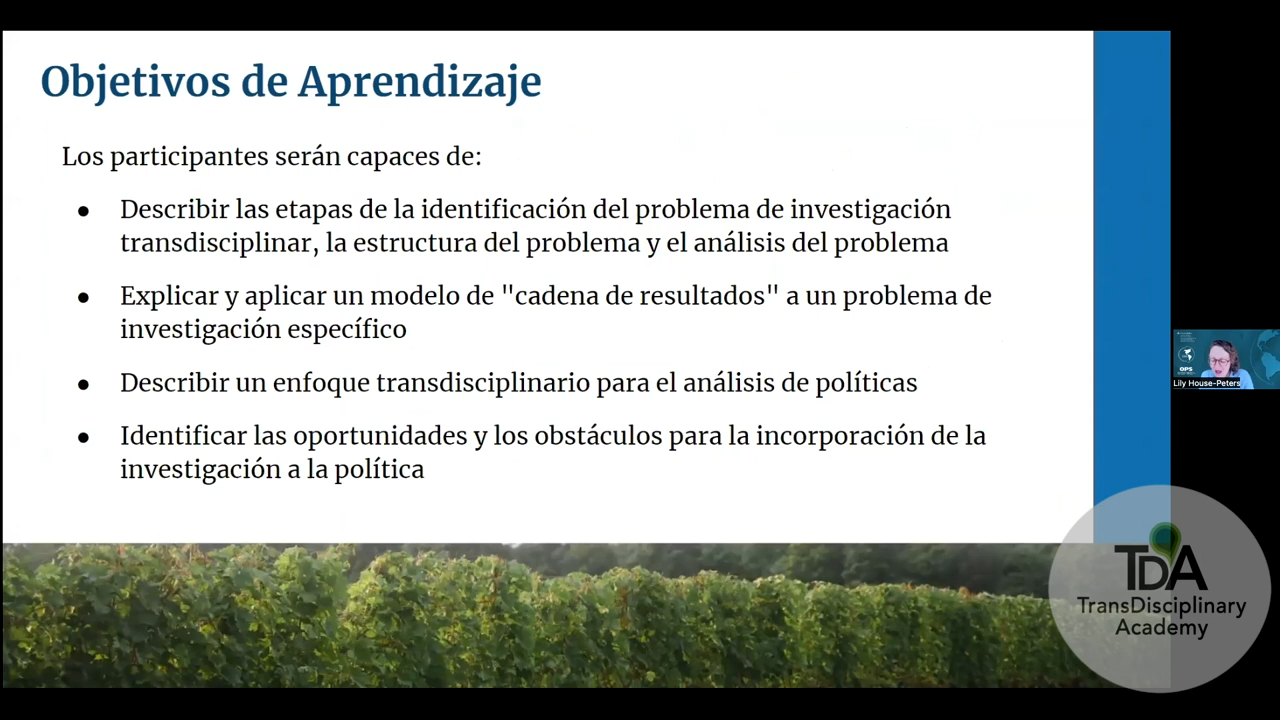 Objetivos de Aprendizaje
Los participantes serán capaces de:
● Describir las etapas de la identificación del problema de investigación
transdisciplinar, la estructura del problema y el análisis del problema
● Explicar y aplicar un modelo de "cadena de resultados" a un problema de
investigación específico
● Describir un enfoque transdisciplinario para el análisis de políticas
● Identificar las oportunidades y los obstáculos para la incorporación de la
investigación a la política
OPS
Lily House-Peters
TDA
TransDisciplinary
Academy